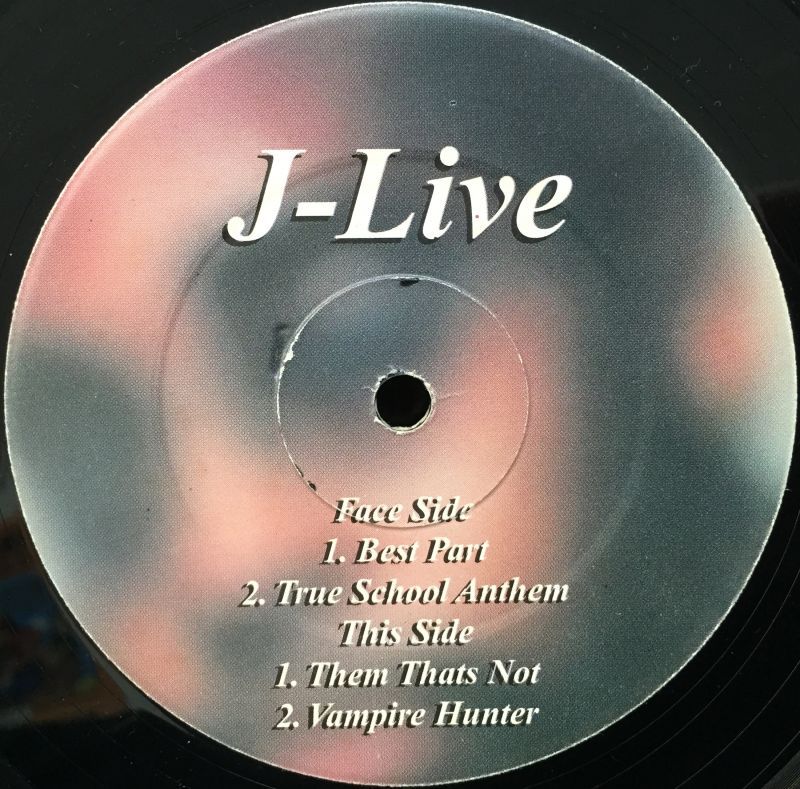 J-Live
Face Side
1. Best Part
2. True School Anthem
This Side
1. Them Thats Not
2. Vampire Hunter